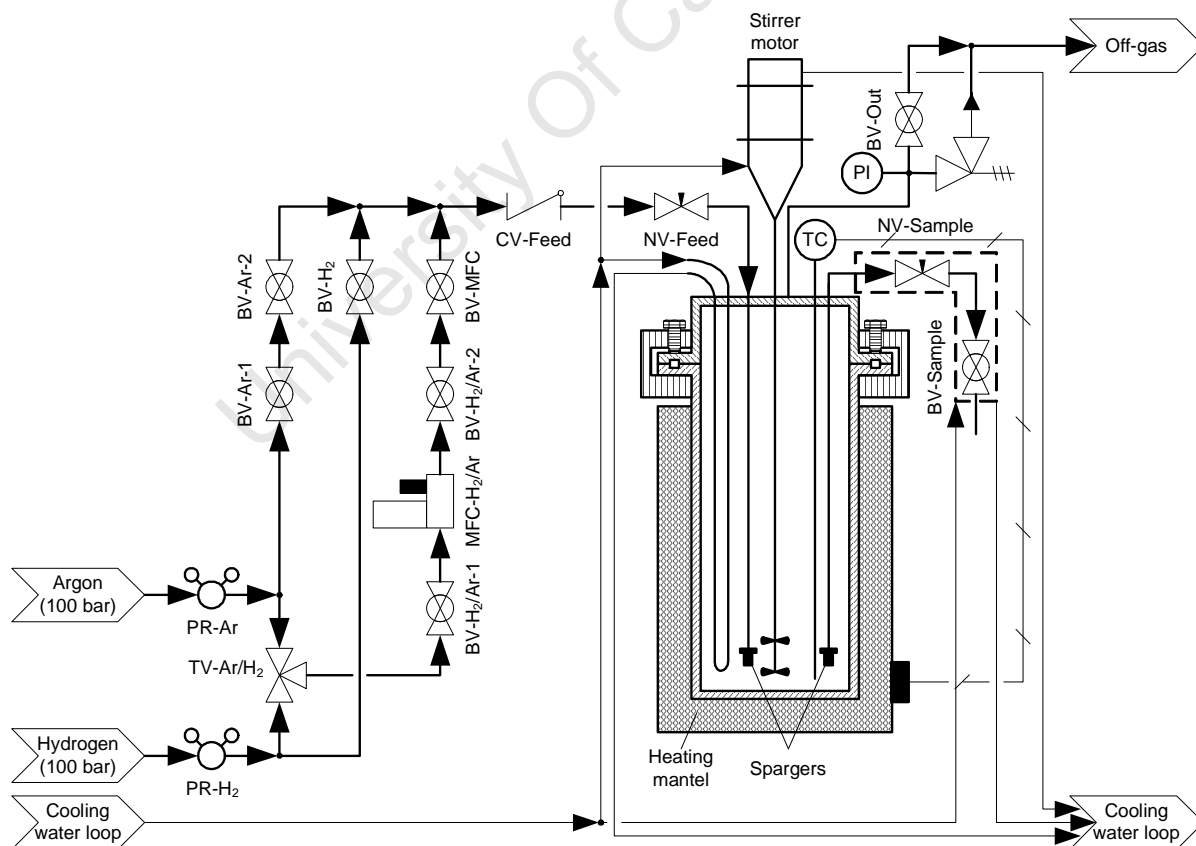 University Of Ca
Stirrer
motor
Off-gas
BV-Out
PI
CV-Feed
NV-Feed
TC
NV-Sample
BV-Ar-2
BV-H₂
BV-MFC
BV-Ar-1
BV-H₂/Ar-2
BV-Sample
MFC-H₂/Ar
BV-H₂/Ar-1
Argon
(100 bar)
PR-Ar
TV-Ar/H₂
Hydrogen
(100 bar)
PR-H₂
Heating
mantel
Spargers
Cooling
water loop
Cooling
water loop